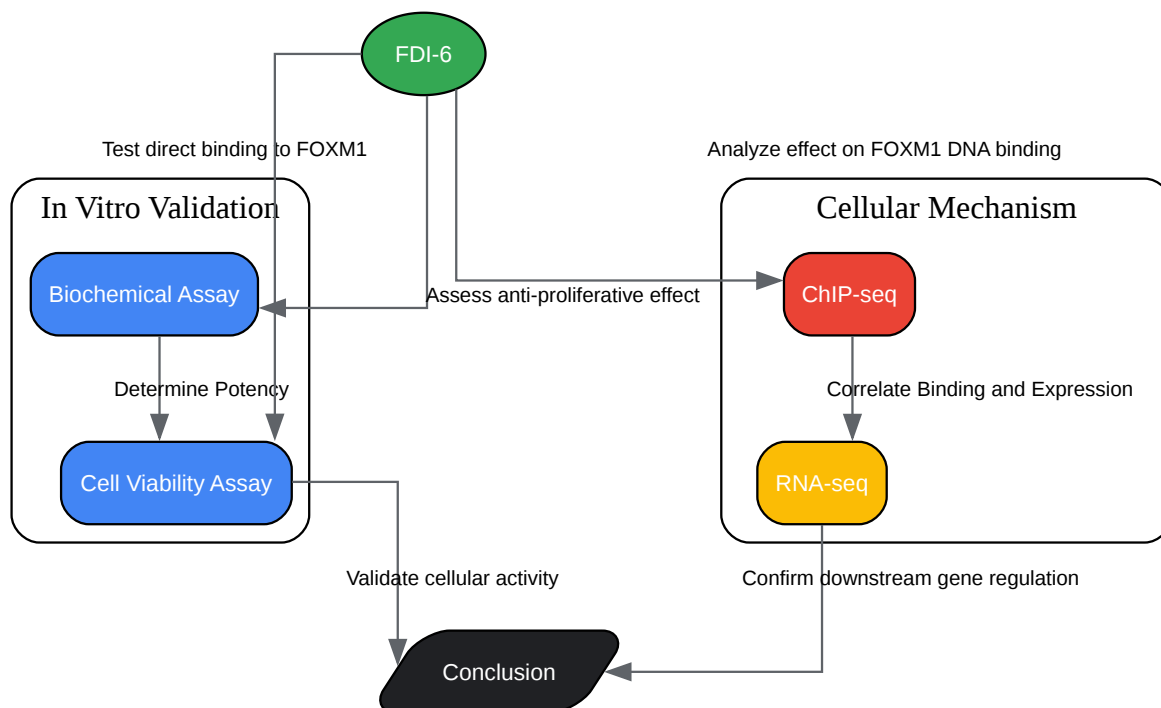 FDI-6
Test direct binding to FOXM1
Analyze effect on FOXM1 DNA binding
In Vitro Validation
Cellular Mechanism
Biochemical Assay
Assess anti-proliferative effect
ChIP-seq
Determine Potency
Correlate Binding and Expression
Cell Viability Assay
RNA-seq
Validate cellular activity
Confirm downstream gene regulation
Conclusion